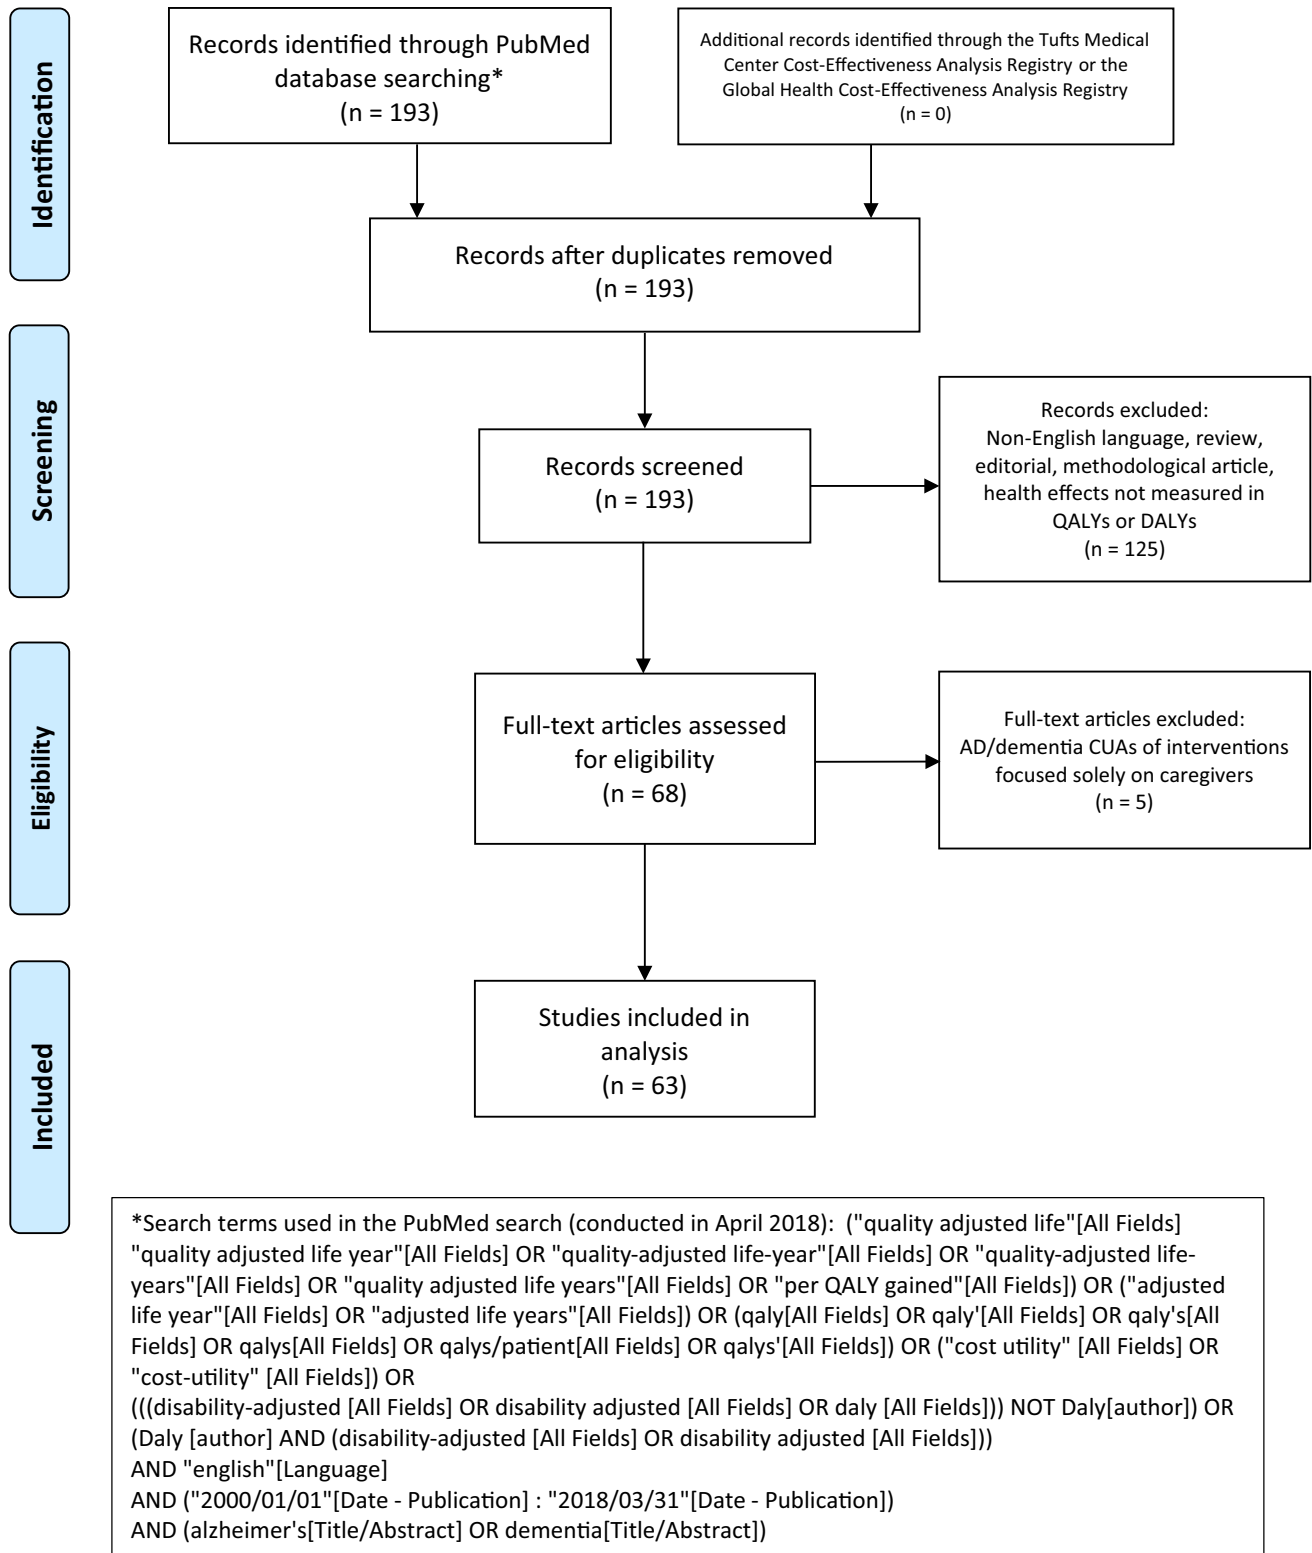 Identification
Records identified through PubMed
database searching*
(n = 193)
Additional records identified through the Tufts Medical
Center Cost-Effectiveness Analysis Registry or the
Global Health Cost-Effectiveness Analysis Registry
(n = 0)
Records after duplicates removed
(n = 193)
Screening
Records screened
(n = 193)
Records excluded:
Non-English language, review,
editorial, methodological article,
health effects not measured in
QALYs or DALYs
(n = 125)
Eligibility
Full-text articles assessed
for eligibility
(n = 68)
Full-text articles excluded:
AD/dementia CUAs of interventions
focused solely on caregivers
(n = 5)
Included
Studies included in
analysis
(n = 63)
*Search terms used in the PubMed search (conducted in April 2018):  ("quality adjusted life"[All Fields]
"quality adjusted life year"[All Fields] OR "quality-adjusted life-year"[All Fields] OR "quality-adjusted life-
years"[All Fields] OR "quality adjusted life years"[All Fields] OR "per QALY gained"[All Fields]) OR ("adjusted
life year"[All Fields] OR "adjusted life years"[All Fields]) OR (qaly[All Fields] OR qaly'[All Fields] OR qaly's[All
Fields] OR qalys[All Fields] OR qalys/patient[All Fields] OR qalys'[All Fields]) OR ("cost utility" [All Fields] OR
"cost-utility" [All Fields]) OR
(((disability-adjusted [All Fields] OR disability adjusted [All Fields] OR daly [All Fields])) NOT Daly[author]) OR
(Daly [author] AND (disability-adjusted [All Fields] OR disability adjusted [All Fields]))
AND "english"[Language]
AND ("2000/01/01"[Date - Publication] : "2018/03/31"[Date - Publication])
AND (alzheimer's[Title/Abstract] OR dementia[Title/Abstract])